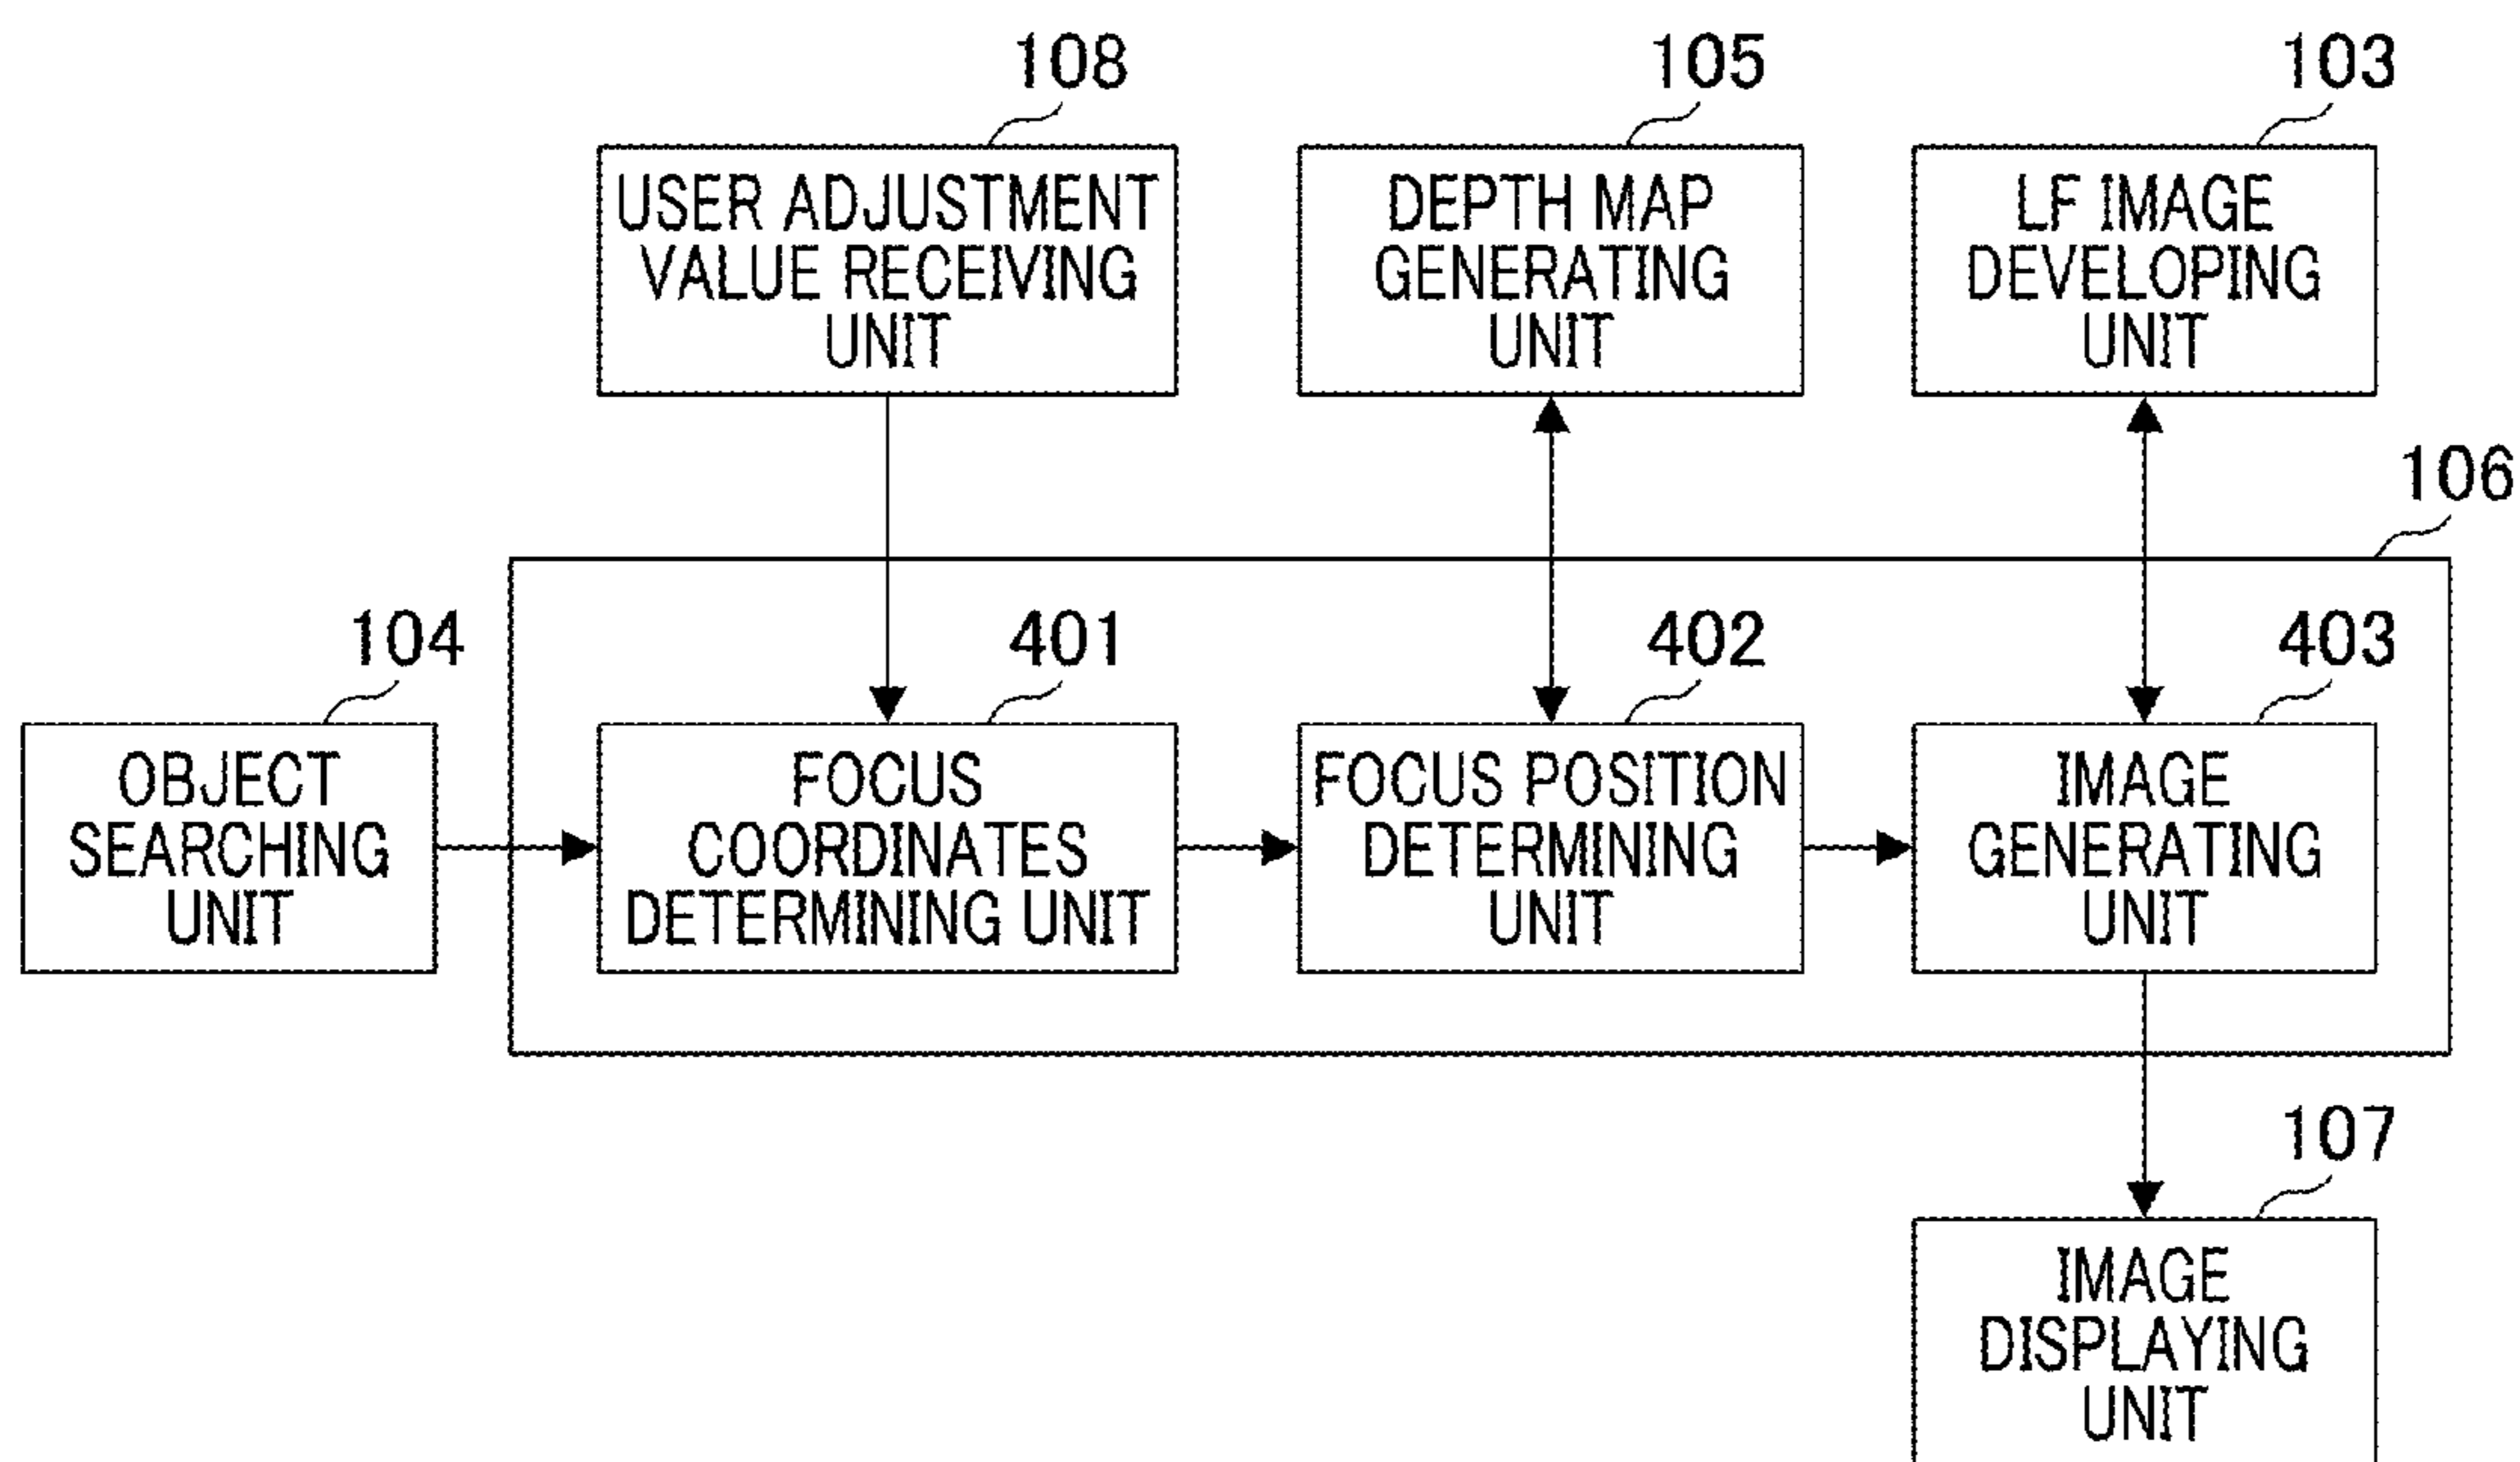 108
105
103
USER ADJUSTMENT
VALUE RECEIVING
UNIT
DEPTH MAP
GENERATING
UNIT
LF IMAGE
DEVELOPING
UNIT
106
104
401
402
403
OBJECT
SEARCHING
UNIT
FOCUS
COORDINATES
DETERMINING UNIT
FOCUS POSITION
DETERMINING
UNIT
IMAGE
GENERATING
UNIT
107
IMAGE
DISPLAYING
UNIT